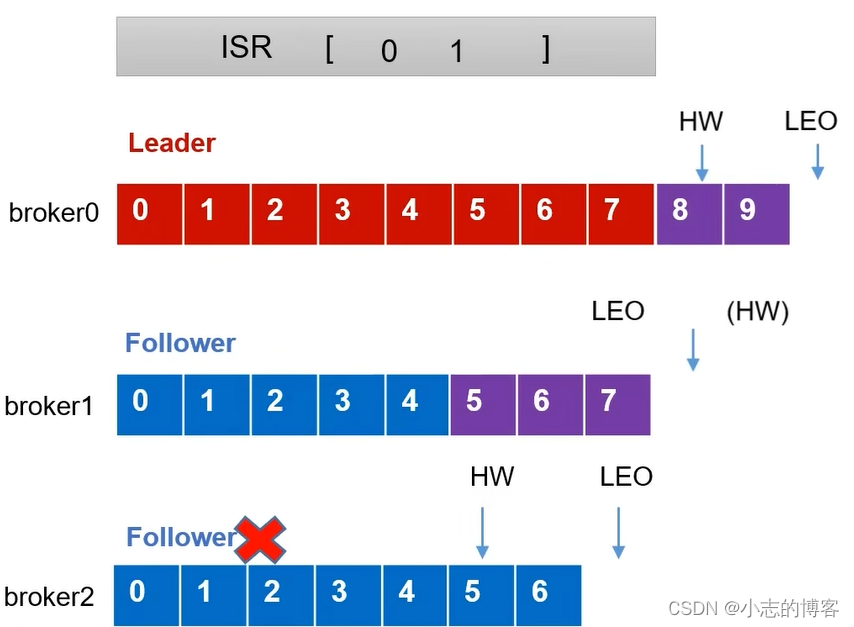 ISR [ 0 1 ]
HW LEO
Leader
broker0 0 1 2 3 4 5 6 7 8 9
LEO (HW)
Follower
broker1 0 1 2 3 4 5 6 7
HW LEO
Follower
broker2 0 1 2 3 4 5 6
CSDN @小志的博客